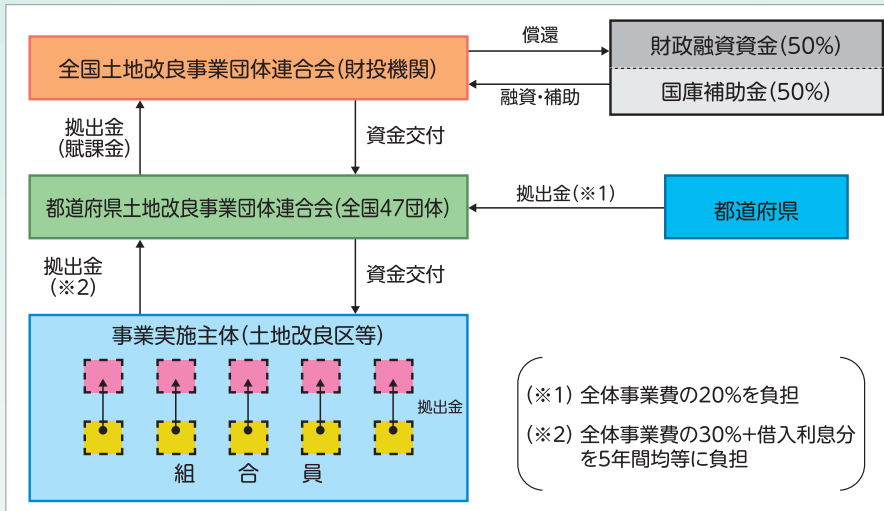 全国土地改良事業団体連合会(財投機関)
償還
融資・補助
財政融資資金(50%)
国庫補助金(50%)
拠出金
(賦課金)
資金交付
都道府県土地改良事業団体連合会(全国47団体)
拠出金(※1)
都道府県
拠出金
(※2)
資金交付
事業実施主体(土地改良区等)
拠出金
組合員
(※1) 全体事業費の20%を負担
(※2) 全体事業費の30%+借入利息分
を5年間均等に負担